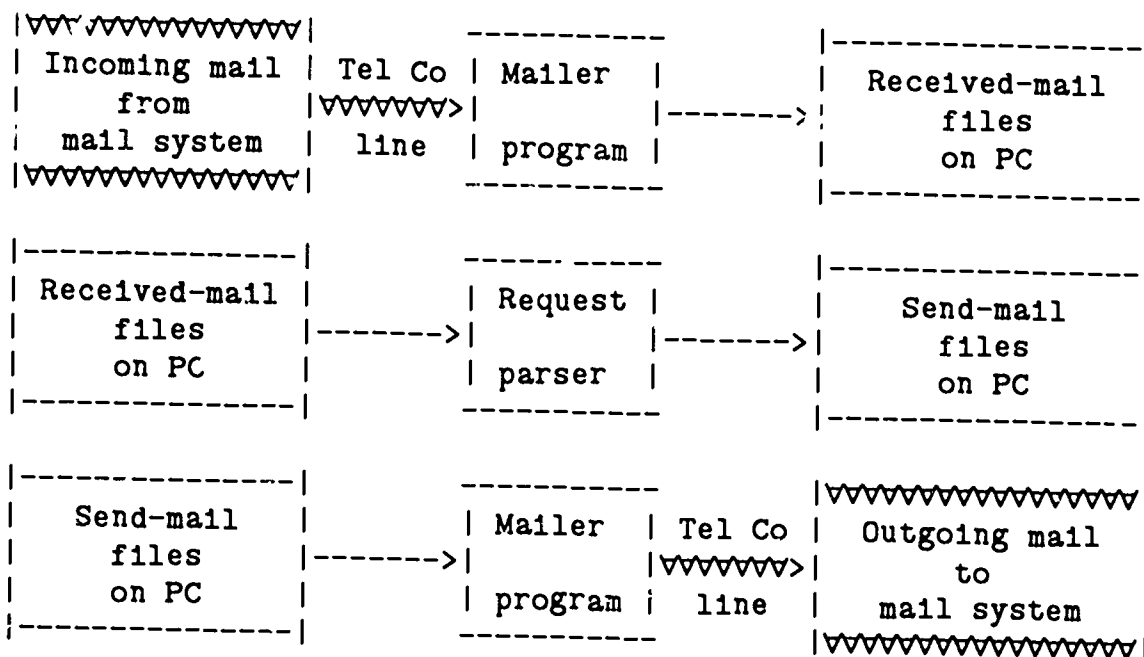 Incoming mail
from
mail system
Tel Co
line
Mailer
program
Received-mail
files
on PC
Received-mail
files
on PC
Request
parser
Send-mail
files
on PC
Send-mail
files
on PC
Mailer
program
Tel Co
line
Outgoing mail
to
mail system